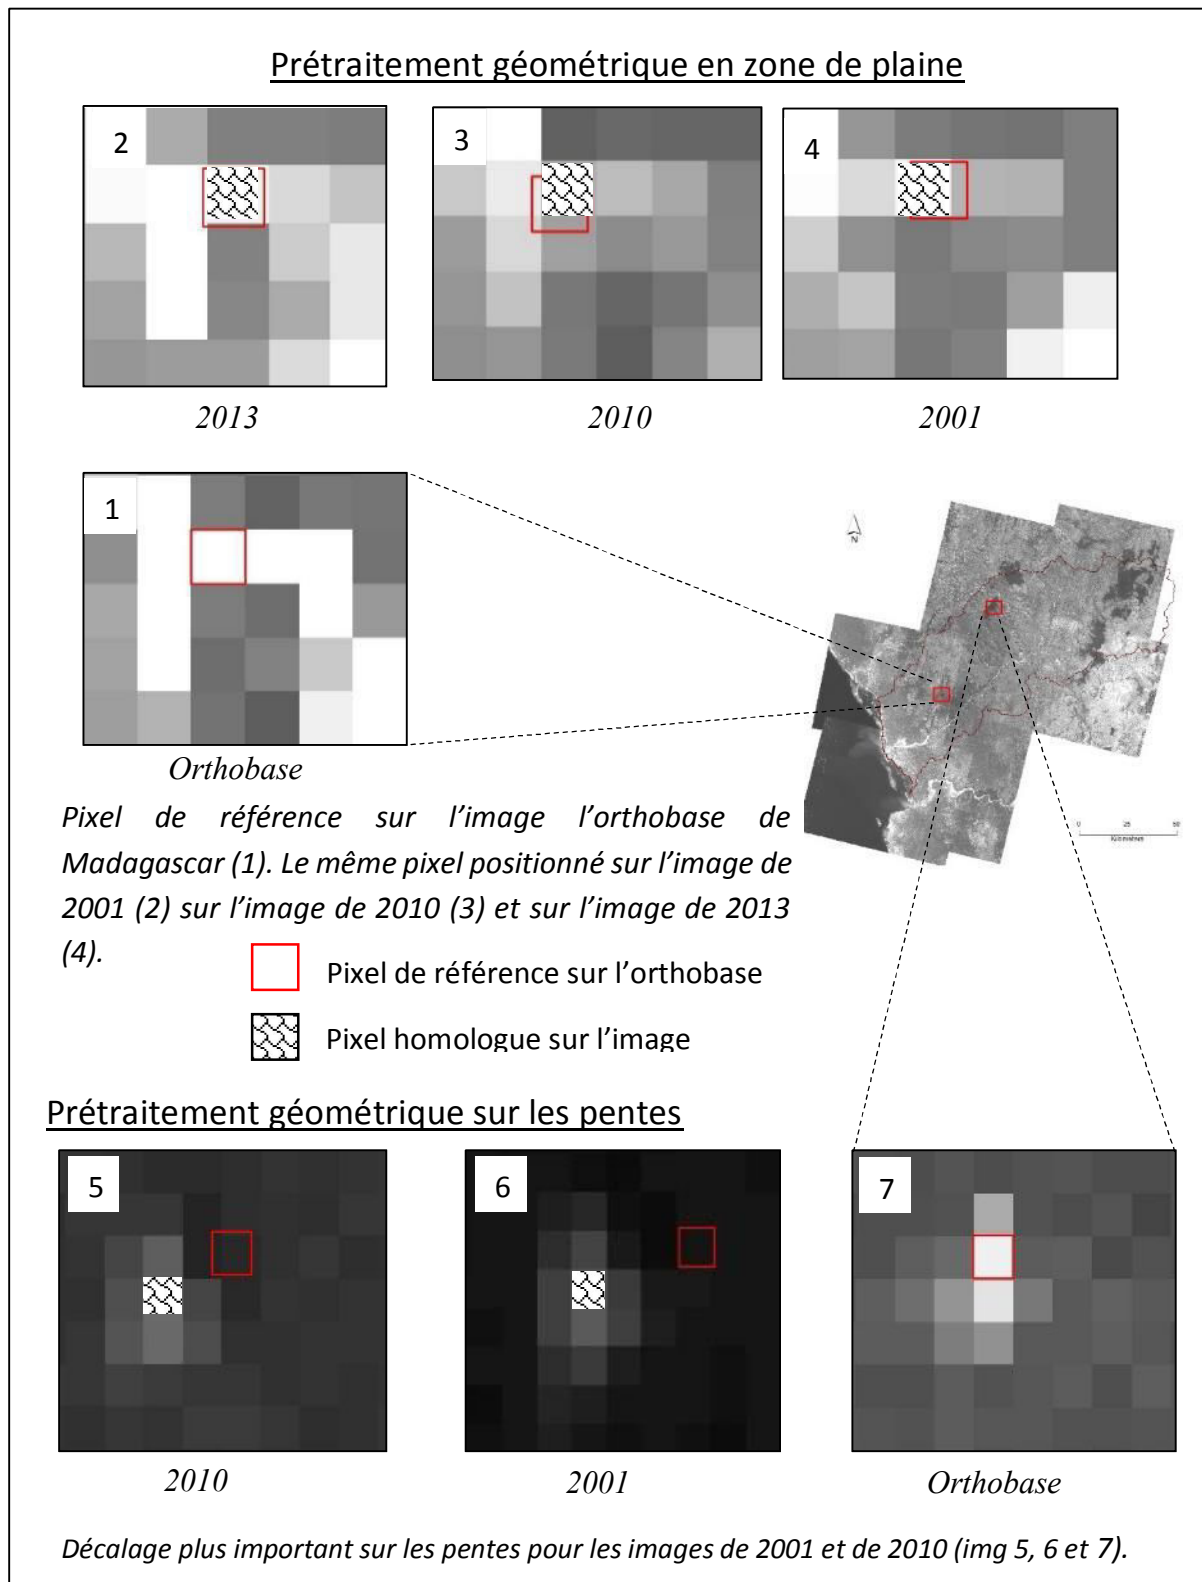 Prétraitement géométrique en zone de plaine
2
3
4
2013
2010
2001
1
Orthobase
N
0 25 50
Kilomètres
Pixel de référence sur l'image l'orthobase de
Madagascar (1). Le même pixel positionné sur l'image de
2001 (2) sur l'image de 2010 (3) et sur l'image de 2013
(4).
Pixel de référence sur l'orthobase
Pixel homologue sur l'image
Prétraitement géométrique sur les pentes
5
6
7
2010
2001
Orthobase
Décalage plus important sur les pentes pour les images de 2001 et de 2010 (img 5, 6 et 7).